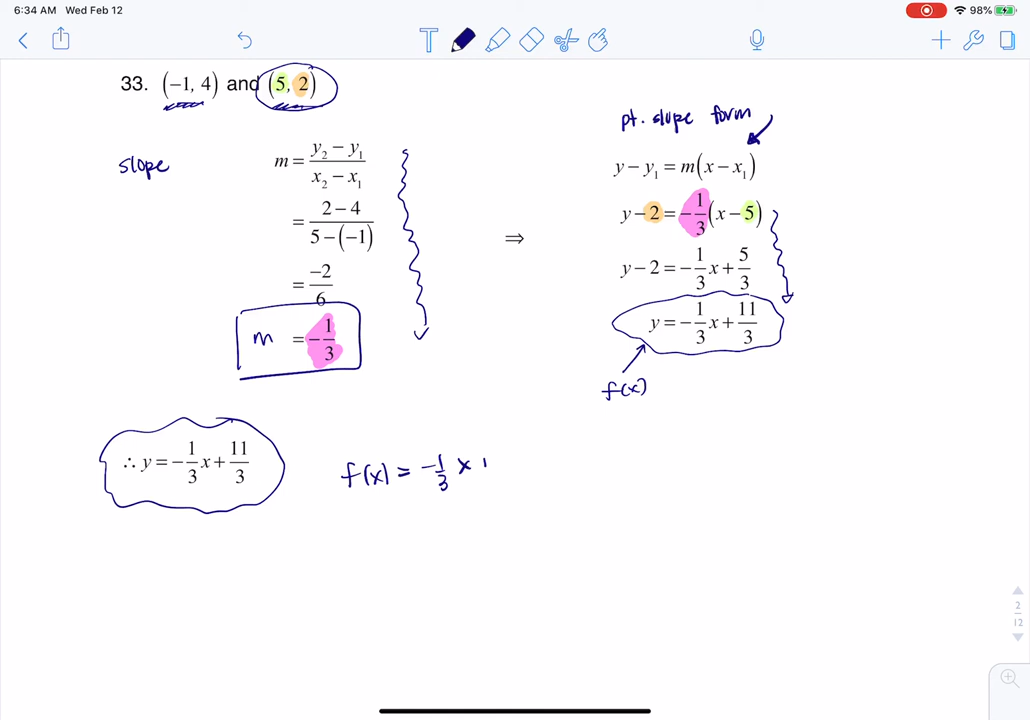 6:34 AM Wed Feb 12
98%
T
33. (−1, 4) and (5, 2)
slope
m = (y₂ − y₁)/(x₂ − x₁)
= (2 − 4)/(5 − (−1))
= −2/6
m = −1/3
⇒
pt. slope form
y − y₁ = m(x − x₁)
y − 2 = −1/3(x − 5)
y − 2 = −1/3x + 5/3
y = −1/3x + 11/3
f(x)
∴ y = −1/3x + 11/3
f(x) = −1/3 x
2
12